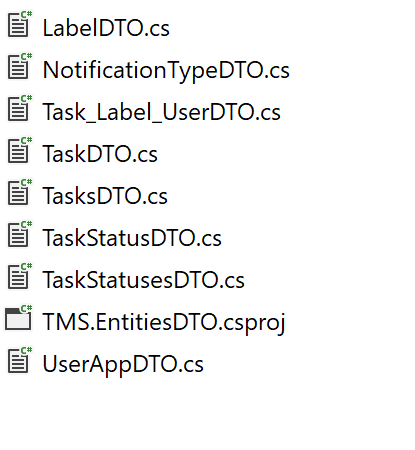 LabelDTO.cs
NotificationTypeDTO.cs
Task_Label_UserDTO.cs
TaskDTO.cs
TasksDTO.cs
TaskStatusDTO.cs
TaskStatusesDTO.cs
TMS.EntitiesDTO.csproj
UserAppDTO.cs